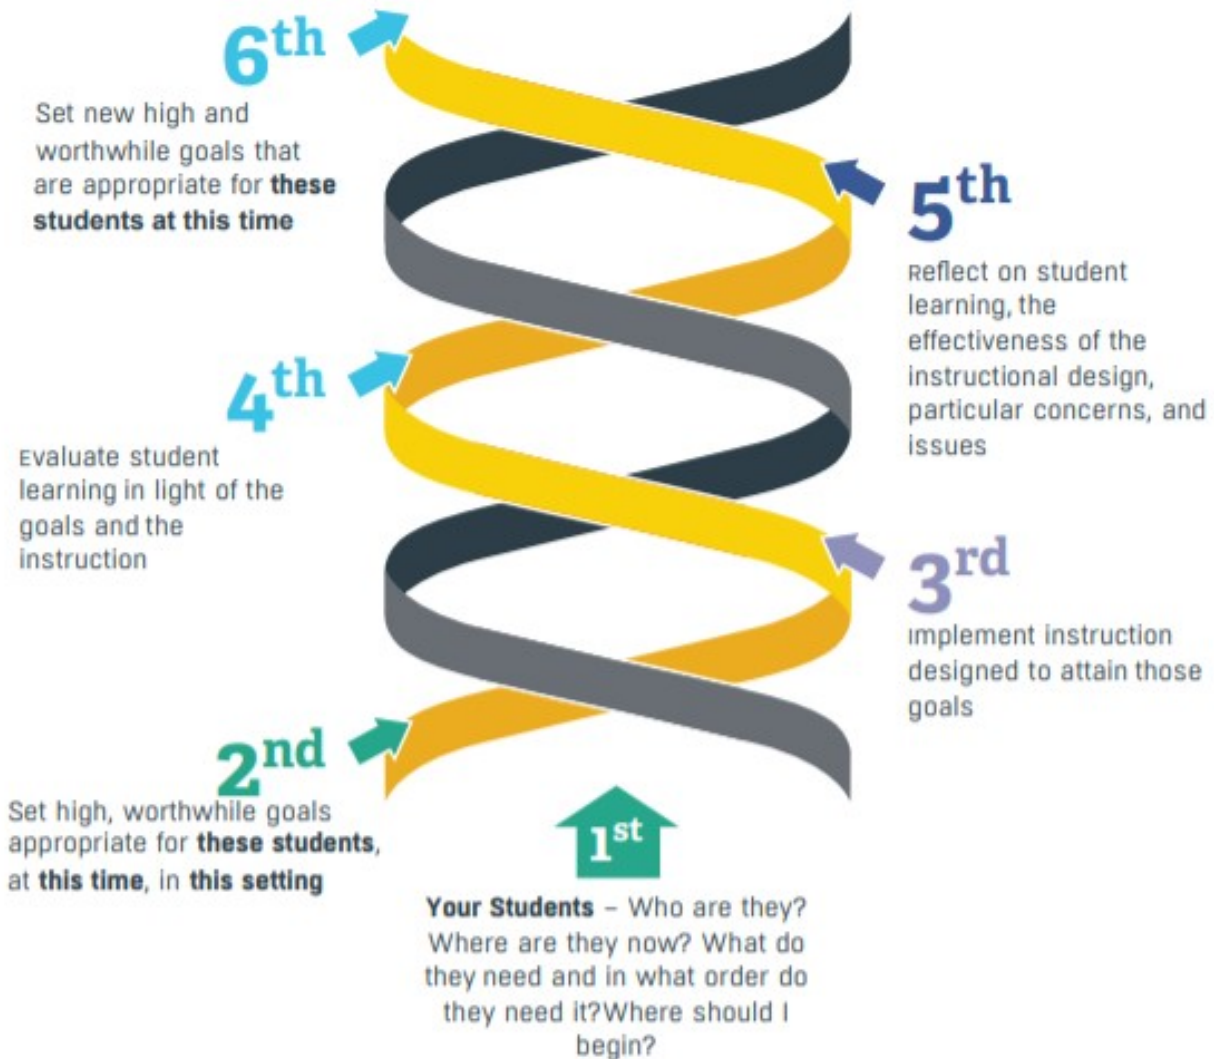 6th
Set new high and
worthwhile goals that
are appropriate for these
students at this time
5th
Reflect on student
learning, the
effectiveness of the
instructional design,
particular concerns, and
issues
4th
Evaluate student
learning in light of the
goals and the
instruction
3rd
Implement instruction
designed to attain those
goals
2nd
Set high, worthwhile goals
appropriate for these students,
at this time, in this setting
1st
Your Students – Who are they?
Where are they now? What do
they need and in what order do
they need it?Where should I
begin?